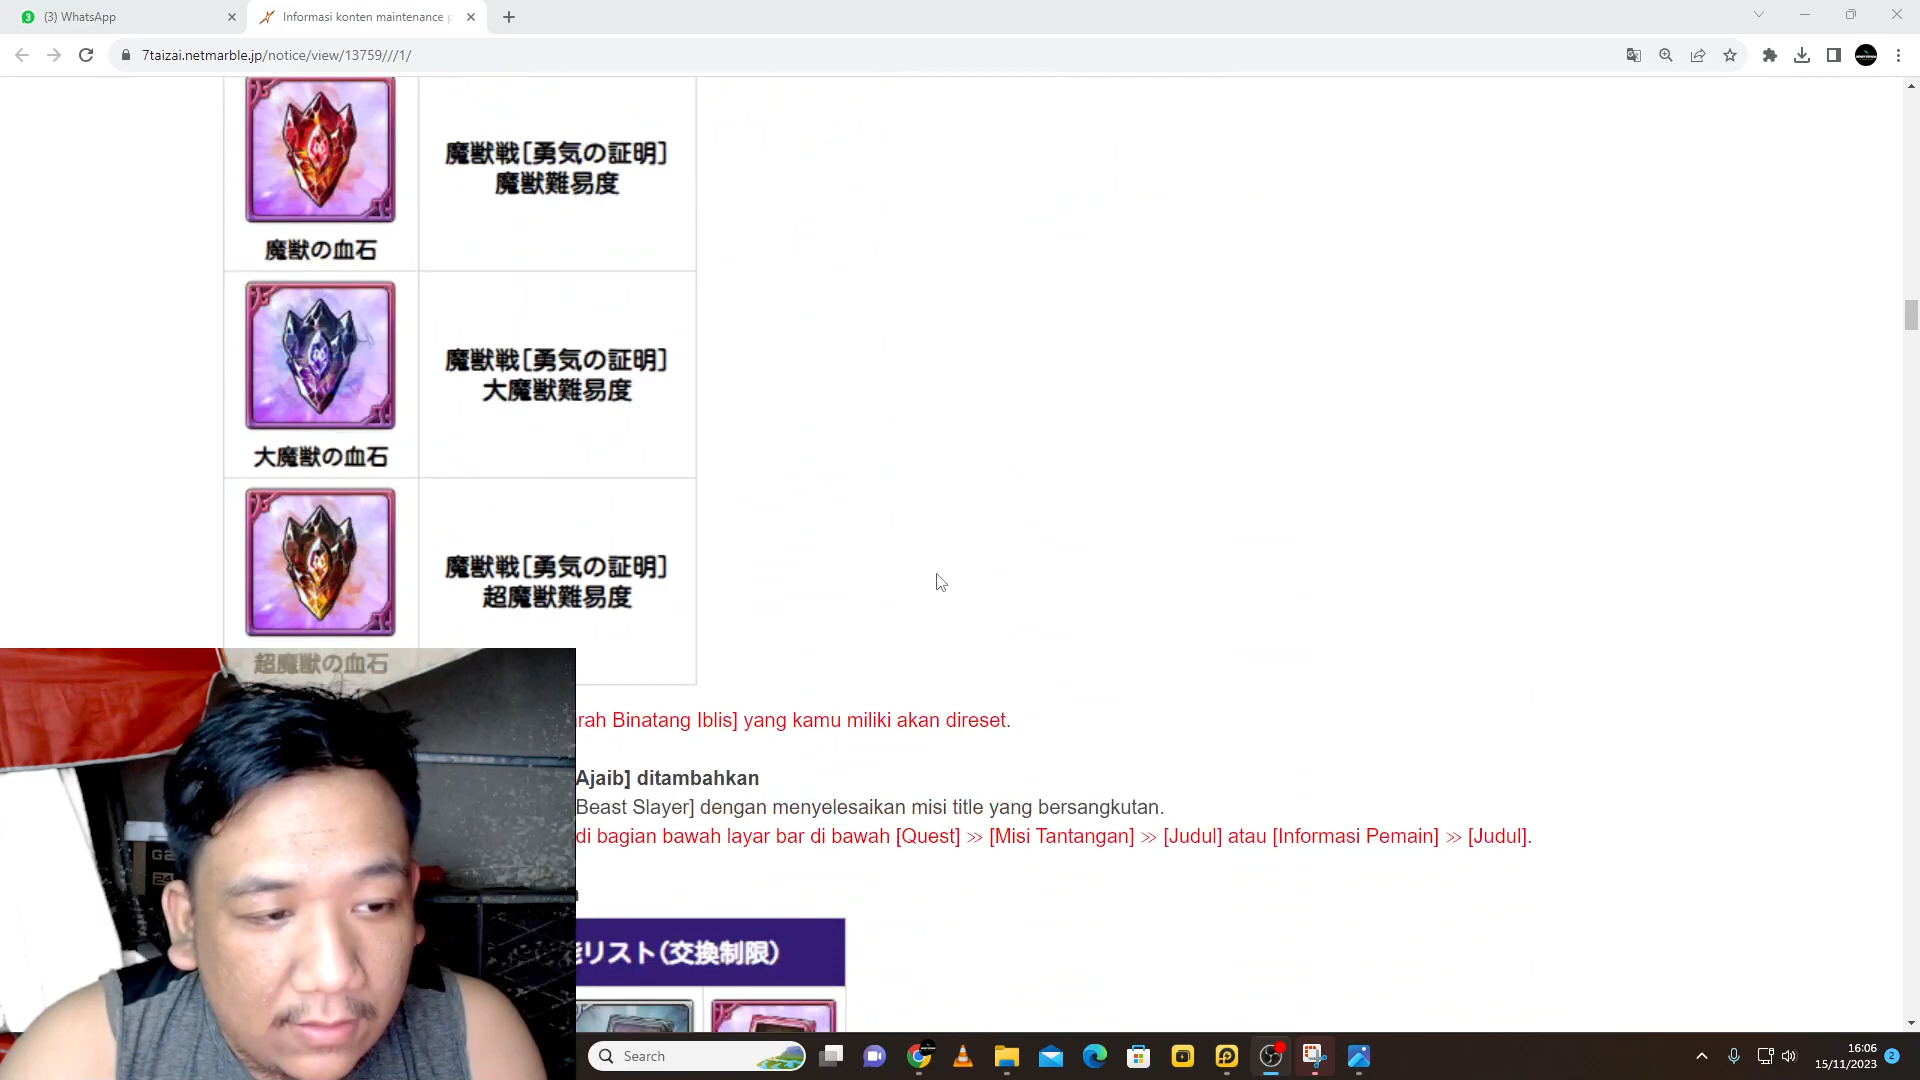 (3) WhatsApp
Informasi konten maintenance p
7taizai.netmarble.jp/notice/view/13759///1/
魔獣の血石
魔獣戦[勇気の証明]
魔獣難易度
大魔獣の血石
魔獣戦[勇気の証明]
大魔獣難易度
超魔獣の血石
魔獣戦[勇気の証明]
超魔獣難易度
rah Binatang Iblis] yang kamu miliki akan direset.
Ajaib] ditambahkan
Beast Slayer] dengan menyelesaikan misi title yang bersangkutan.
di bagian bawah layar bar di bawah [Quest] >> [Misi Tantangan] >> [Judul] atau [Informasi Pemain] >> [Judul].
リスト(交換制限)
Search
16:06
15/11/2023
2